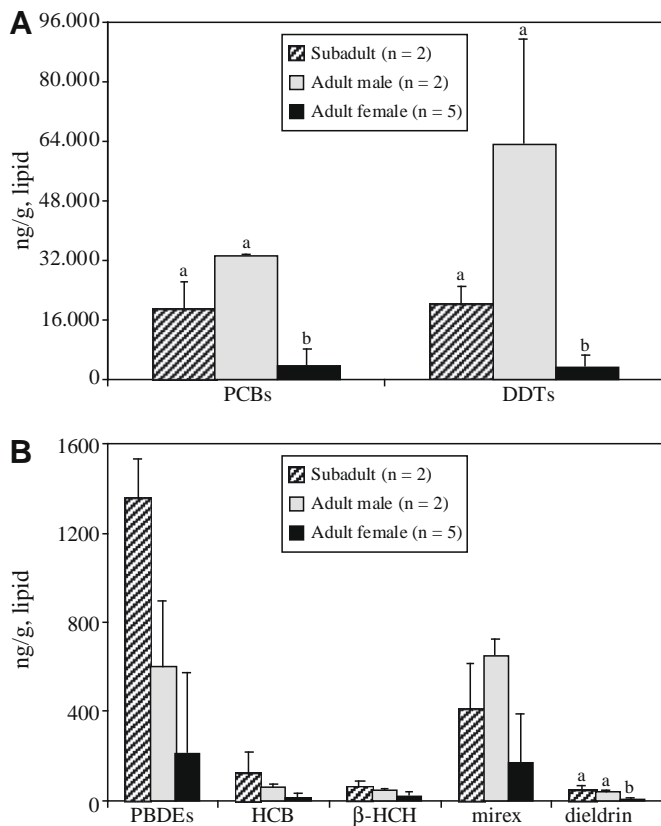 A
96.000
80.000
64.000
48.000
32.000
16.000
0
ng/g, lipid
Subadult (n = 2)
Adult male (n = 2)
Adult female (n = 5)
a a b
a a b
PCBs DDTs
B
1600
1200
800
400
0
ng/g, lipid
Subadult (n = 2)
Adult male (n = 2)
Adult female (n = 5)
a a b
PBDEs HCB β-HCH mirex dieldrin